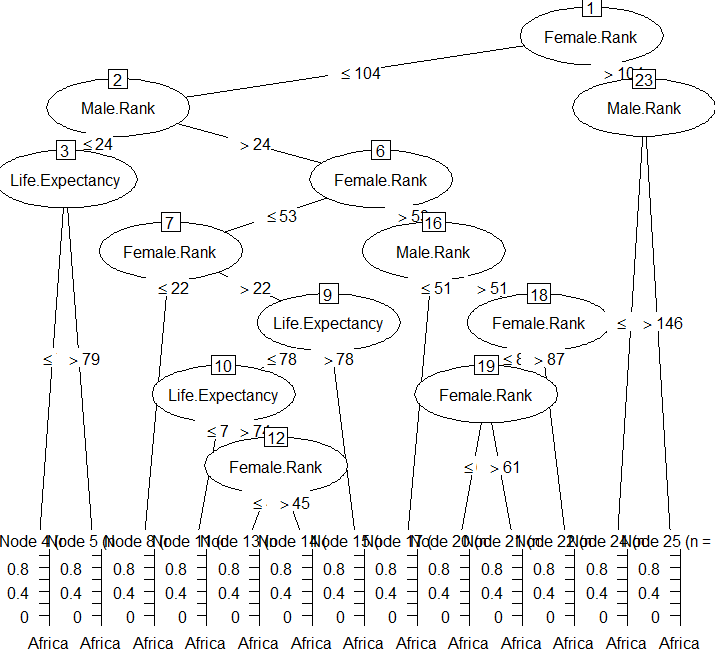 1
Female.Rank
≤ 104
> 104
2
Male.Rank
23
Male.Rank
≤ 24
> 24
3
Life.Expectancy
6
Female.Rank
≤ 53
> 53
7
Female.Rank
16
Male.Rank
≤ 22
> 22
≤ 51
> 51
9
Life.Expectancy
18
Female.Rank
≤
> 146
≤
> 79
≤ 78
> 78
≤ 8
> 87
10
Life.Expectancy
19
Female.Rank
≤ 7
> 74
12
Female.Rank
≤
> 61
≤
> 45
Node 4 (n
Node 5 (n
Node 8 (n
Node 11 (
Node 13 (
Node 14 (
Node 15 (
Node 17 (
Node 20 (
Node 21 (
Node 22 (
Node 24 (
Node 25 (n =
0.8 0.8 0.8 0.8 0.8 0.8 0.8 0.8 0.8 0.8 0.8 0.8 0.8
0.4 0.4 0.4 0.4 0.4 0.4 0.4 0.4 0.4 0.4 0.4 0.4 0.4
0 0 0 0 0 0 0 0 0 0 0 0 0
Africa Africa Africa Africa Africa Africa Africa Africa Africa Africa Africa Africa Africa